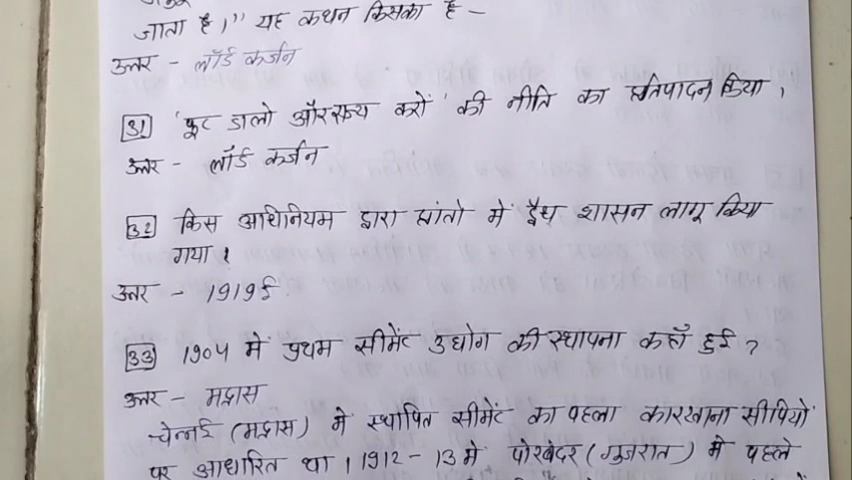 जाता है।" यह कथन किसका है -
उत्तर - लॉर्ड कर्जन
31 'फूट डालो और राज्य करों' की नीति का प्रतिपादन किया,
उत्तर - लॉर्ड कर्जन
32 किस अधिनियम द्वारा प्रांतो में द्वैध शासन लागू किया
गया।
उत्तर - 1919 ई.
33 1904 मे प्रथम सीमेंट उद्योग की स्थापना कहाँ हुई ?
उत्तर - मद्रास
चेन्नई (मद्रास) में स्थापित सीमेंट का पहला कारखाना सीपियों
पर आधारित था। 1912-13 में पोरबंदर (गुजरात) में पहले